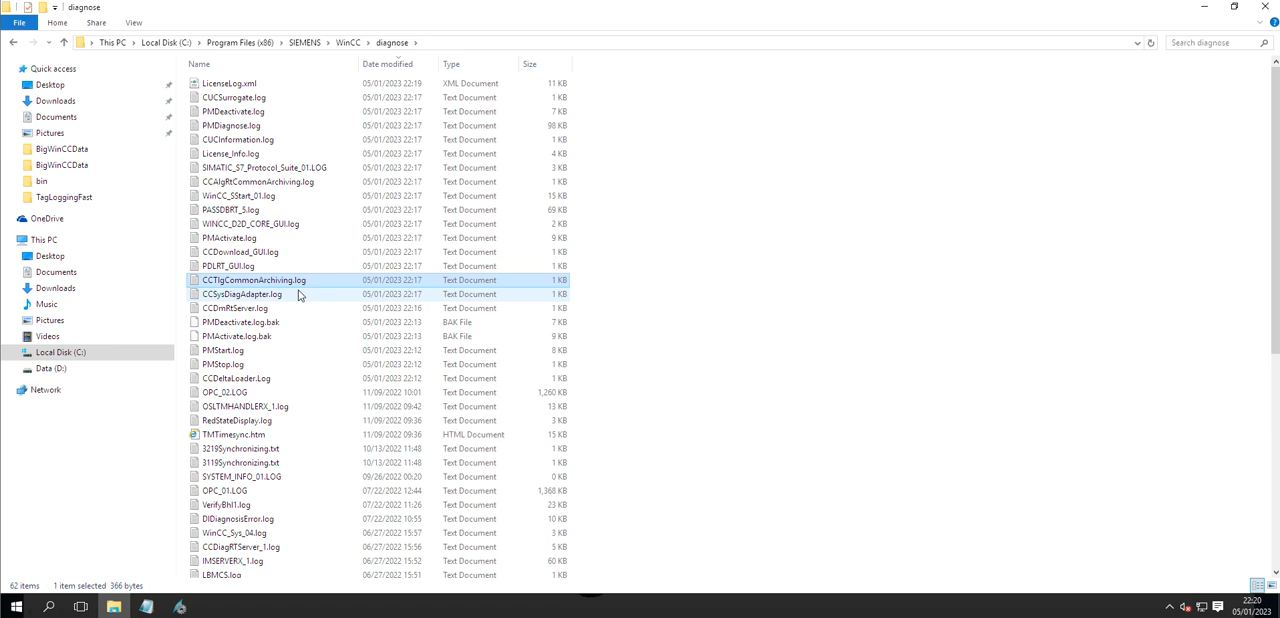 diagnose
File Home Share View
This PC Local Disk (C:) Program Files (x86) SIEMENS WinCC diagnose Search diagnose
Name Date modified Type Size
Quick access
Desktop
Downloads
Documents
Pictures
BigWinCCData
BigWinCCData
bin
TagLoggingFast
OneDrive
This PC
Desktop
Documents
Downloads
Music
Pictures
Videos
Local Disk (C:)
Data (D:)
Network
LicenseLog.xml 05/01/2023 22:19 XML Document 11 KB
CUCSurrogate.log 05/01/2023 22:17 Text Document 1 KB
PMDeactivate.log 05/01/2023 22:17 Text Document 7 KB
PMDiagnose.log 05/01/2023 22:17 Text Document 98 KB
CUCInformation.log 05/01/2023 22:17 Text Document 1 KB
License_Info.log 05/01/2023 22:17 Text Document 4 KB
SIMATIC_S7_Protocol_Suite_01.LOG 05/01/2023 22:17 Text Document 3 KB
CCAlgRtCommonArchiving.log 05/01/2023 22:17 Text Document 1 KB
WinCC_SStart_01.log 05/01/2023 22:17 Text Document 15 KB
PASSDBRT_5.log 05/01/2023 22:17 Text Document 69 KB
WINCC_D2D_CORE_GUI.log 05/01/2023 22:17 Text Document 2 KB
PMActivate.log 05/01/2023 22:17 Text Document 9 KB
CCDownload_GUI.log 05/01/2023 22:17 Text Document 1 KB
PDLRT_GUI.log 05/01/2023 22:17 Text Document 1 KB
CCTlgCommonArchiving.log 05/01/2023 22:17 Text Document 1 KB
CCSysDiagAdapter.log 05/01/2023 22:17 Text Document 1 KB
CCDmRtServer.log 05/01/2023 22:16 Text Document 1 KB
PMDeactivate.log.bak 05/01/2023 22:13 BAK File 7 KB
PMActivate.log.bak 05/01/2023 22:13 BAK File 9 KB
PMStart.log 05/01/2023 22:12 Text Document 8 KB
PMStop.log 05/01/2023 22:12 Text Document 1 KB
CCDeltaLoader.Log 05/01/2023 22:12 Text Document 1 KB
OPC_02.LOG 11/09/2022 10:01 Text Document 1,260 KB
OSLTMHANDLERX_1.log 11/09/2022 09:42 Text Document 13 KB
RedStateDisplay.log 11/09/2022 09:36 Text Document 3 KB
TMTimesync.htm 11/09/2022 09:36 HTML Document 15 KB
3219Synchronizing.txt 10/13/2022 11:48 Text Document 1 KB
3119Synchronizing.txt 10/13/2022 11:48 Text Document 1 KB
SYSTEM_INFO_01.LOG 09/26/2022 00:20 Text Document 0 KB
OPC_01.LOG 07/22/2022 12:44 Text Document 1,368 KB
VerifyBhl1.log 07/22/2022 11:26 Text Document 23 KB
DIDiagnosisError.log 07/22/2022 10:55 Text Document 10 KB
WinCC_Sys_04.log 06/27/2022 15:57 Text Document 3 KB
CCDiagRTServer_1.log 06/27/2022 15:56 Text Document 5 KB
IMSERVERX_1.log 06/27/2022 15:52 Text Document 60 KB
LBMCS.log 06/27/2022 15:51 Text Document 1 KB
62 items 1 item selected 366 bytes
22:20
05/01/2023